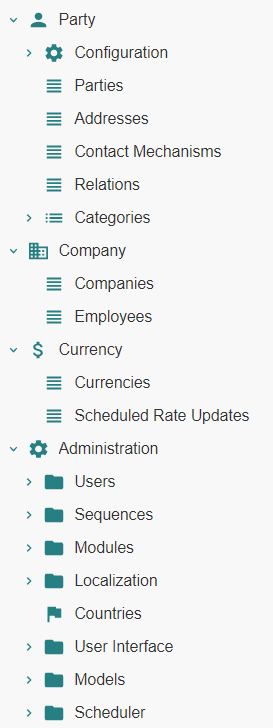 Party
Configuration
Parties
Addresses
Contact Mechanisms
Relations
Categories
Company
Companies
Employees
Currency
Currencies
Scheduled Rate Updates
Administration
Users
Sequences
Modules
Localization
Countries
User Interface
Models
Scheduler